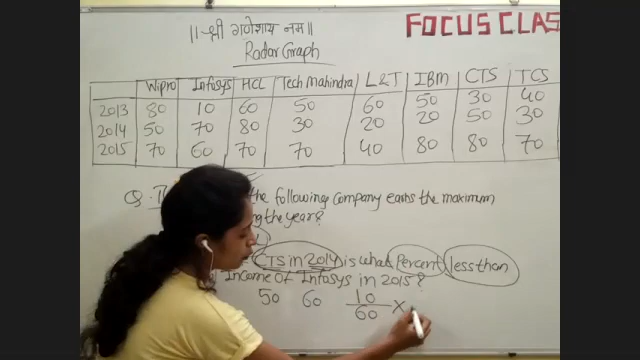 ॥ श्री गणेशाय नमः ॥
FOCUS CLAS
Radar Graph
Wipro Infosys HCL Tech Mahindra L&T IBm CTS TCS
2013 80 10 60 50 60 50 30 40
2014 50 70 80 30 20 20 50 30
2015 70 60 70 70 40 80 80 70
Q. the following company earns the maximum
the year?
CTS in 2014 is what Percent less than
Income Of Infosys in 2015?
50 60 10/60 ×